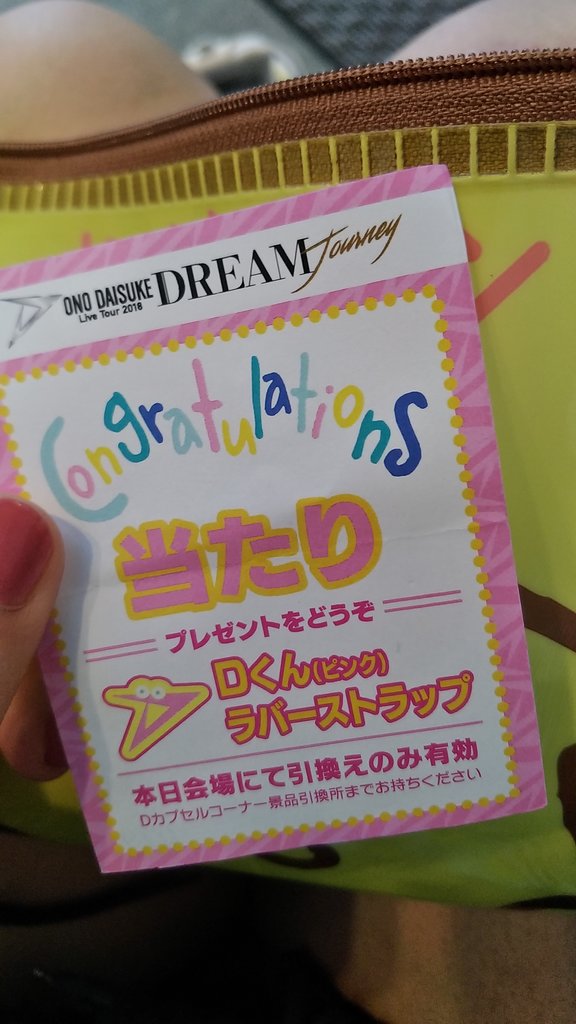 ONO DAISUKE
Live Tour 2018
DREAM Journey
Congratulations
当たり
プレゼントをどうぞ
Dくん(ピンク)
ラバーストラップ
本日会場にて引換えのみ有効
Dカプセルコーナー景品引換所までお持ちください